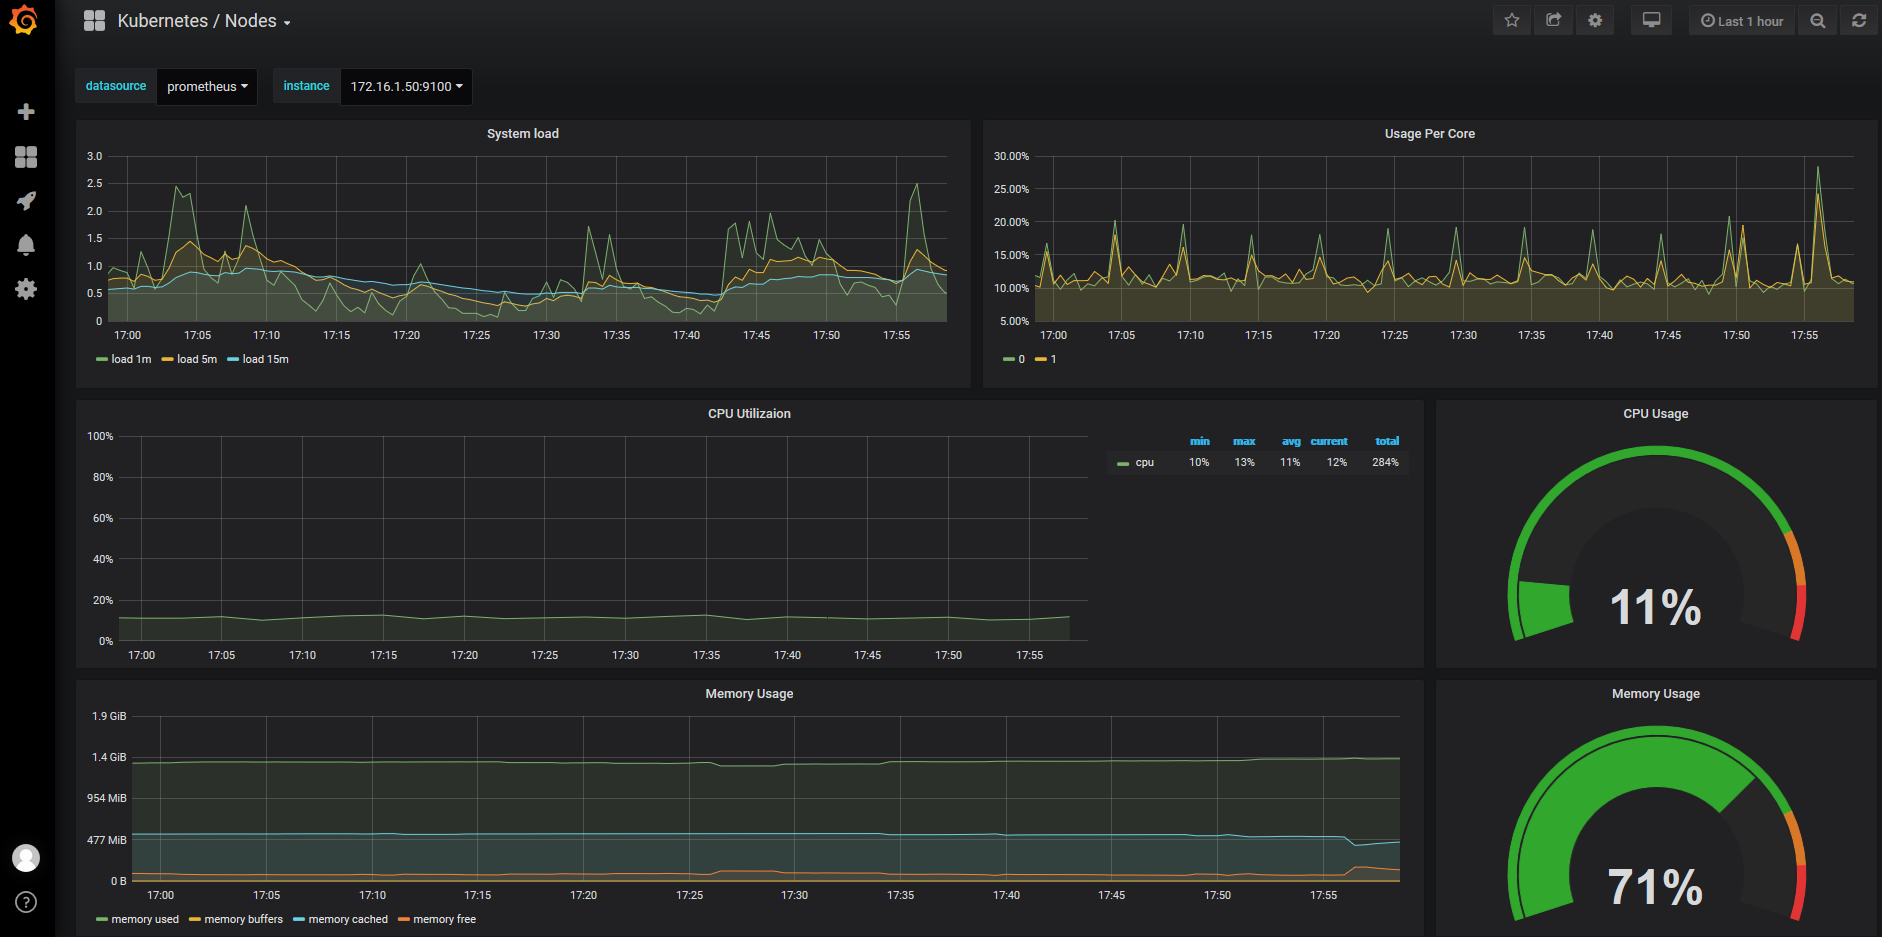 Kubernetes / Nodes
Last 1 hour
datasource prometheus instance 172.16.1.50:9100
System load
3.0
2.5
2.0
1.5
1.0
0.5
0
17:00 17:05 17:10 17:15 17:20 17:25 17:30 17:35 17:40 17:45 17:50 17:55
load 1m load 5m load 15m
Usage Per Core
30.00%
25.00%
20.00%
15.00%
10.00%
5.00%
17:00 17:05 17:10 17:15 17:20 17:25 17:30 17:35 17:40 17:45 17:50 17:55
0 1
CPU Utilizaion
100%
80%
60%
40%
20%
0%
17:00 17:05 17:10 17:15 17:20 17:25 17:30 17:35 17:40 17:45 17:50 17:55
min max avg current total
cpu 10% 13% 11% 12% 284%
CPU Usage
11%
Memory Usage
1.9 GiB
1.4 GiB
954 MiB
477 MiB
0 B
17:00 17:05 17:10 17:15 17:20 17:25 17:30 17:35 17:40 17:45 17:50 17:55
memory used memory buffers memory cached memory free
Memory Usage
71%